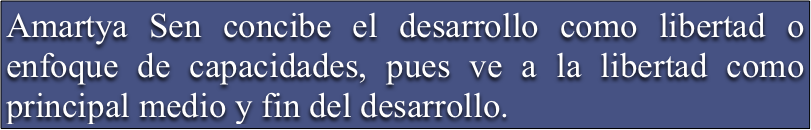 Amartya Sen concibe el desarrollo como libertad o
enfoque de capacidades, pues ve a la libertad como
principal medio y fin del desarrollo.